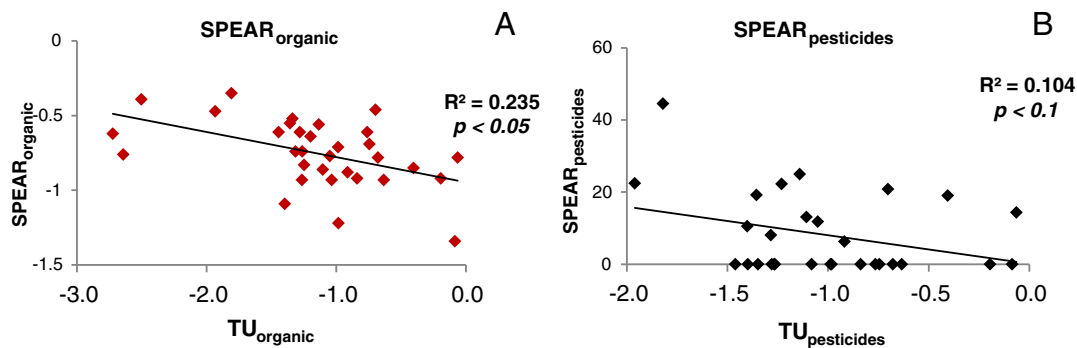 SPEARorganic
A
0
-0.5
-1
-1.5
SPEARorganic
R² = 0.235
p < 0.05
-3.0 -2.0 -1.0 0.0
TUorganic
SPEARpesticides
B
60
40
20
0
SPEARpesticides
R² = 0.104
p < 0.1
-2.0 -1.5 -1.0 -0.5 0.0
TUpesticides